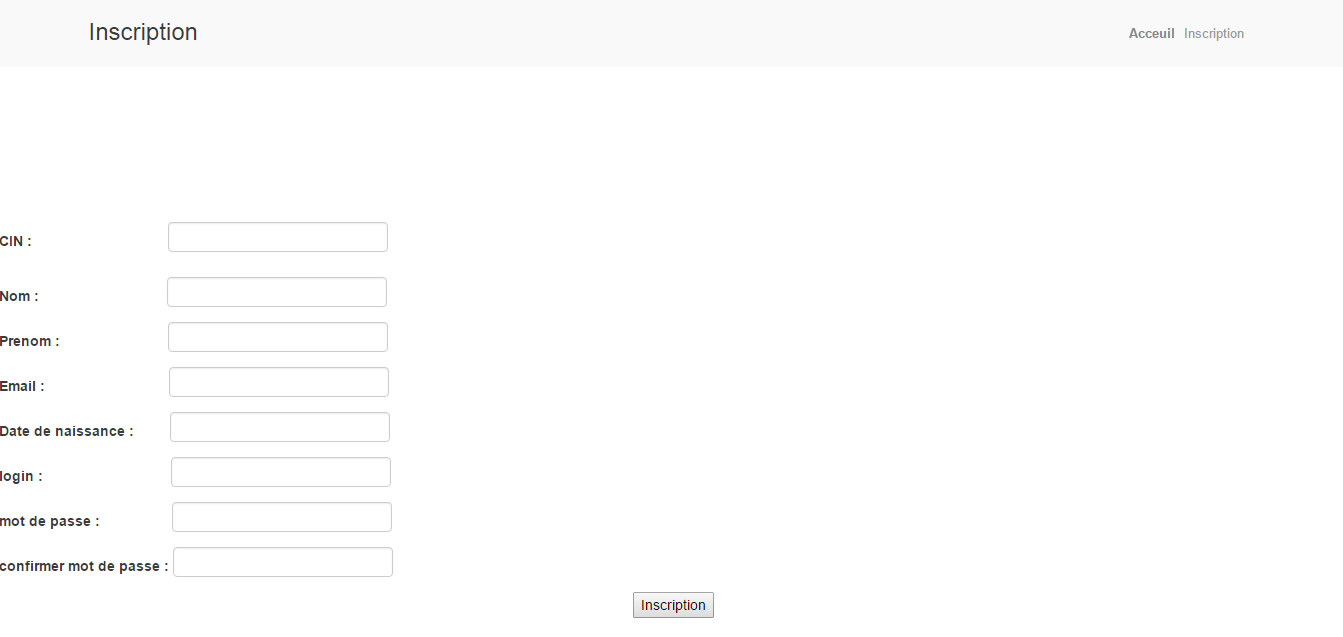 Inscription
Acceuil Inscription
CIN :
Nom :
Prenom :
Email :
Date de naissance :
login :
mot de passe :
confirmer mot de passe :
Inscription